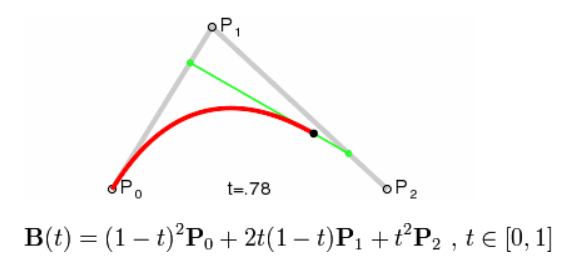 P₁
P₀ t=.78 P₂
B(t) = (1 − t)²P₀ + 2t(1 − t)P₁ + t²P₂ , t ∈ [0, 1]